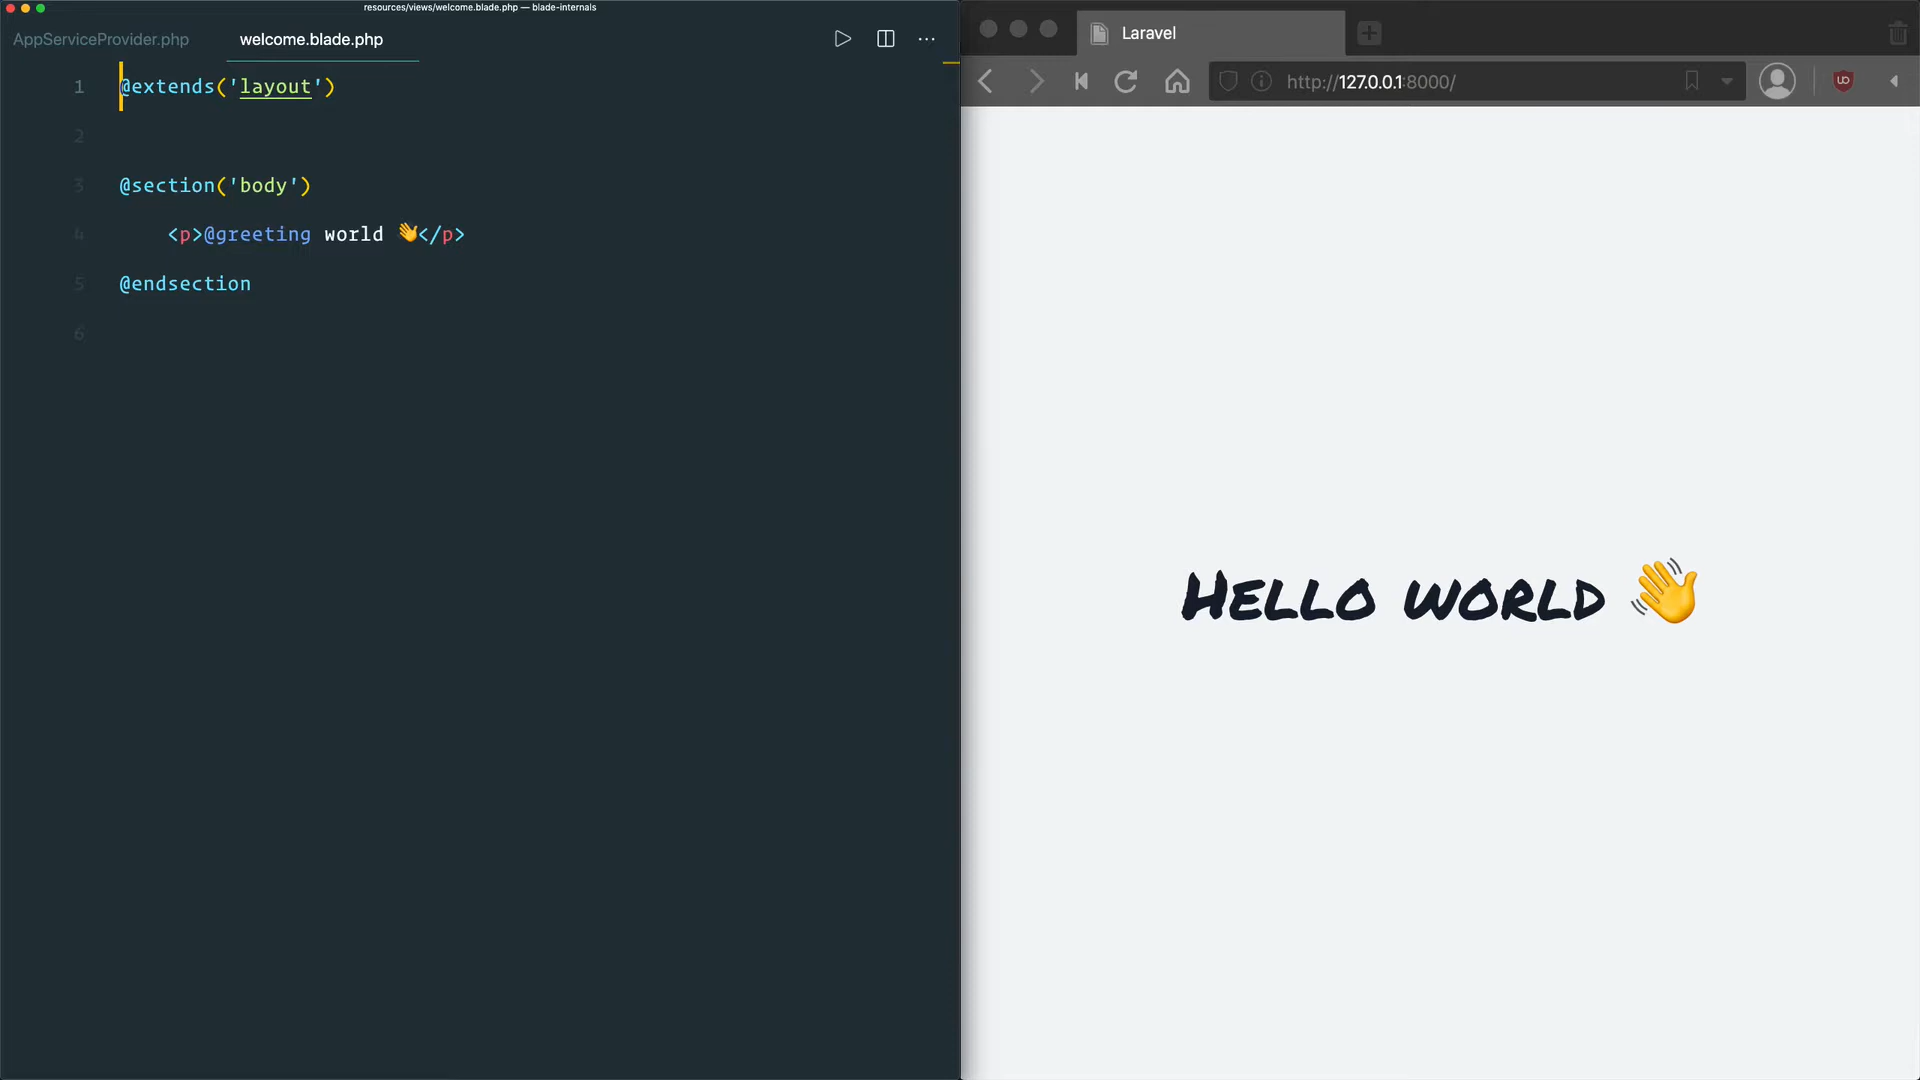 resources/views/welcome.blade.php — blade-internals
AppServiceProvider.php
welcome.blade.php
1 @extends('layout')
2
3 @section('body')
4 <p>@greeting world 👋</p>
5 @endsection
6
Laravel
http://127.0.0.1:8000/
HELLO WORLD 👋